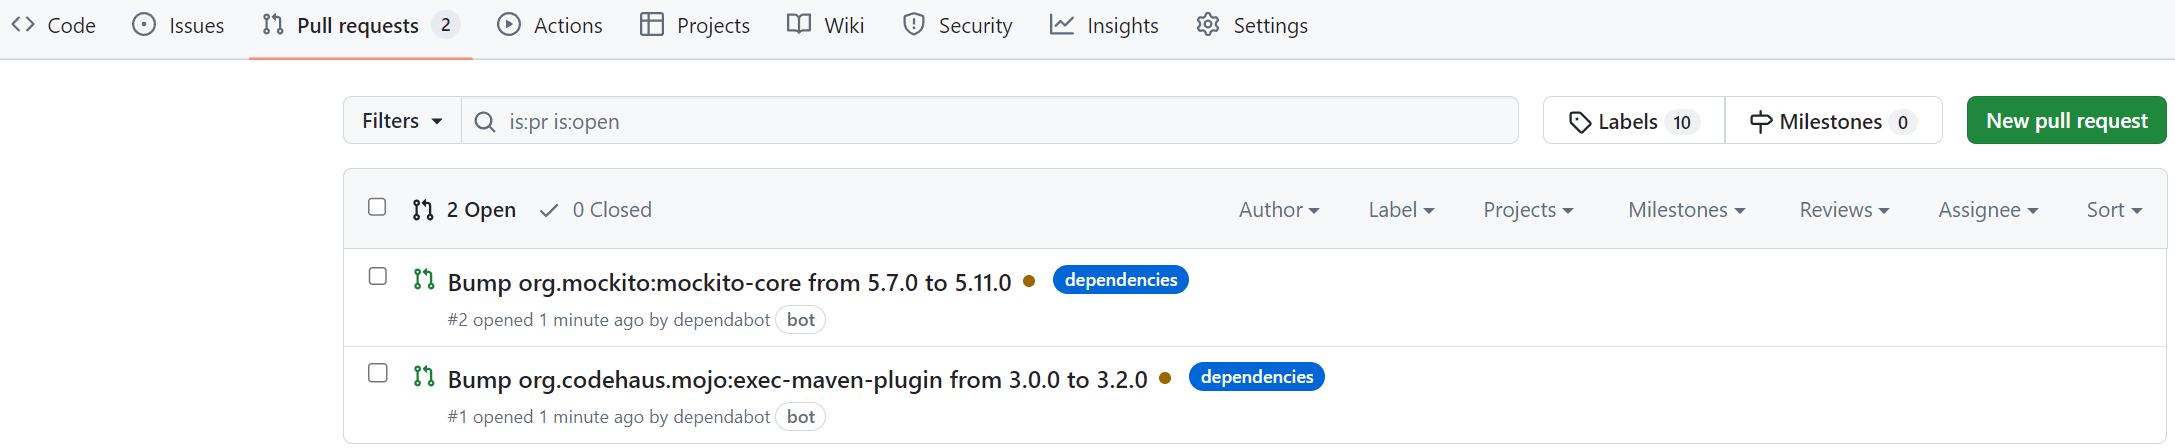 Code Issues Pull requests 2 Actions Projects Wiki Security Insights Settings
Filters is:pr is:open Labels 10 Milestones 0 New pull request
2 Open 0 Closed Author Label Projects Milestones Reviews Assignee Sort
Bump org.mockito:mockito-core from 5.7.0 to 5.11.0 dependencies
#2 opened 1 minute ago by dependabot bot
Bump org.codehaus.mojo:exec-maven-plugin from 3.0.0 to 3.2.0 dependencies
#1 opened 1 minute ago by dependabot bot